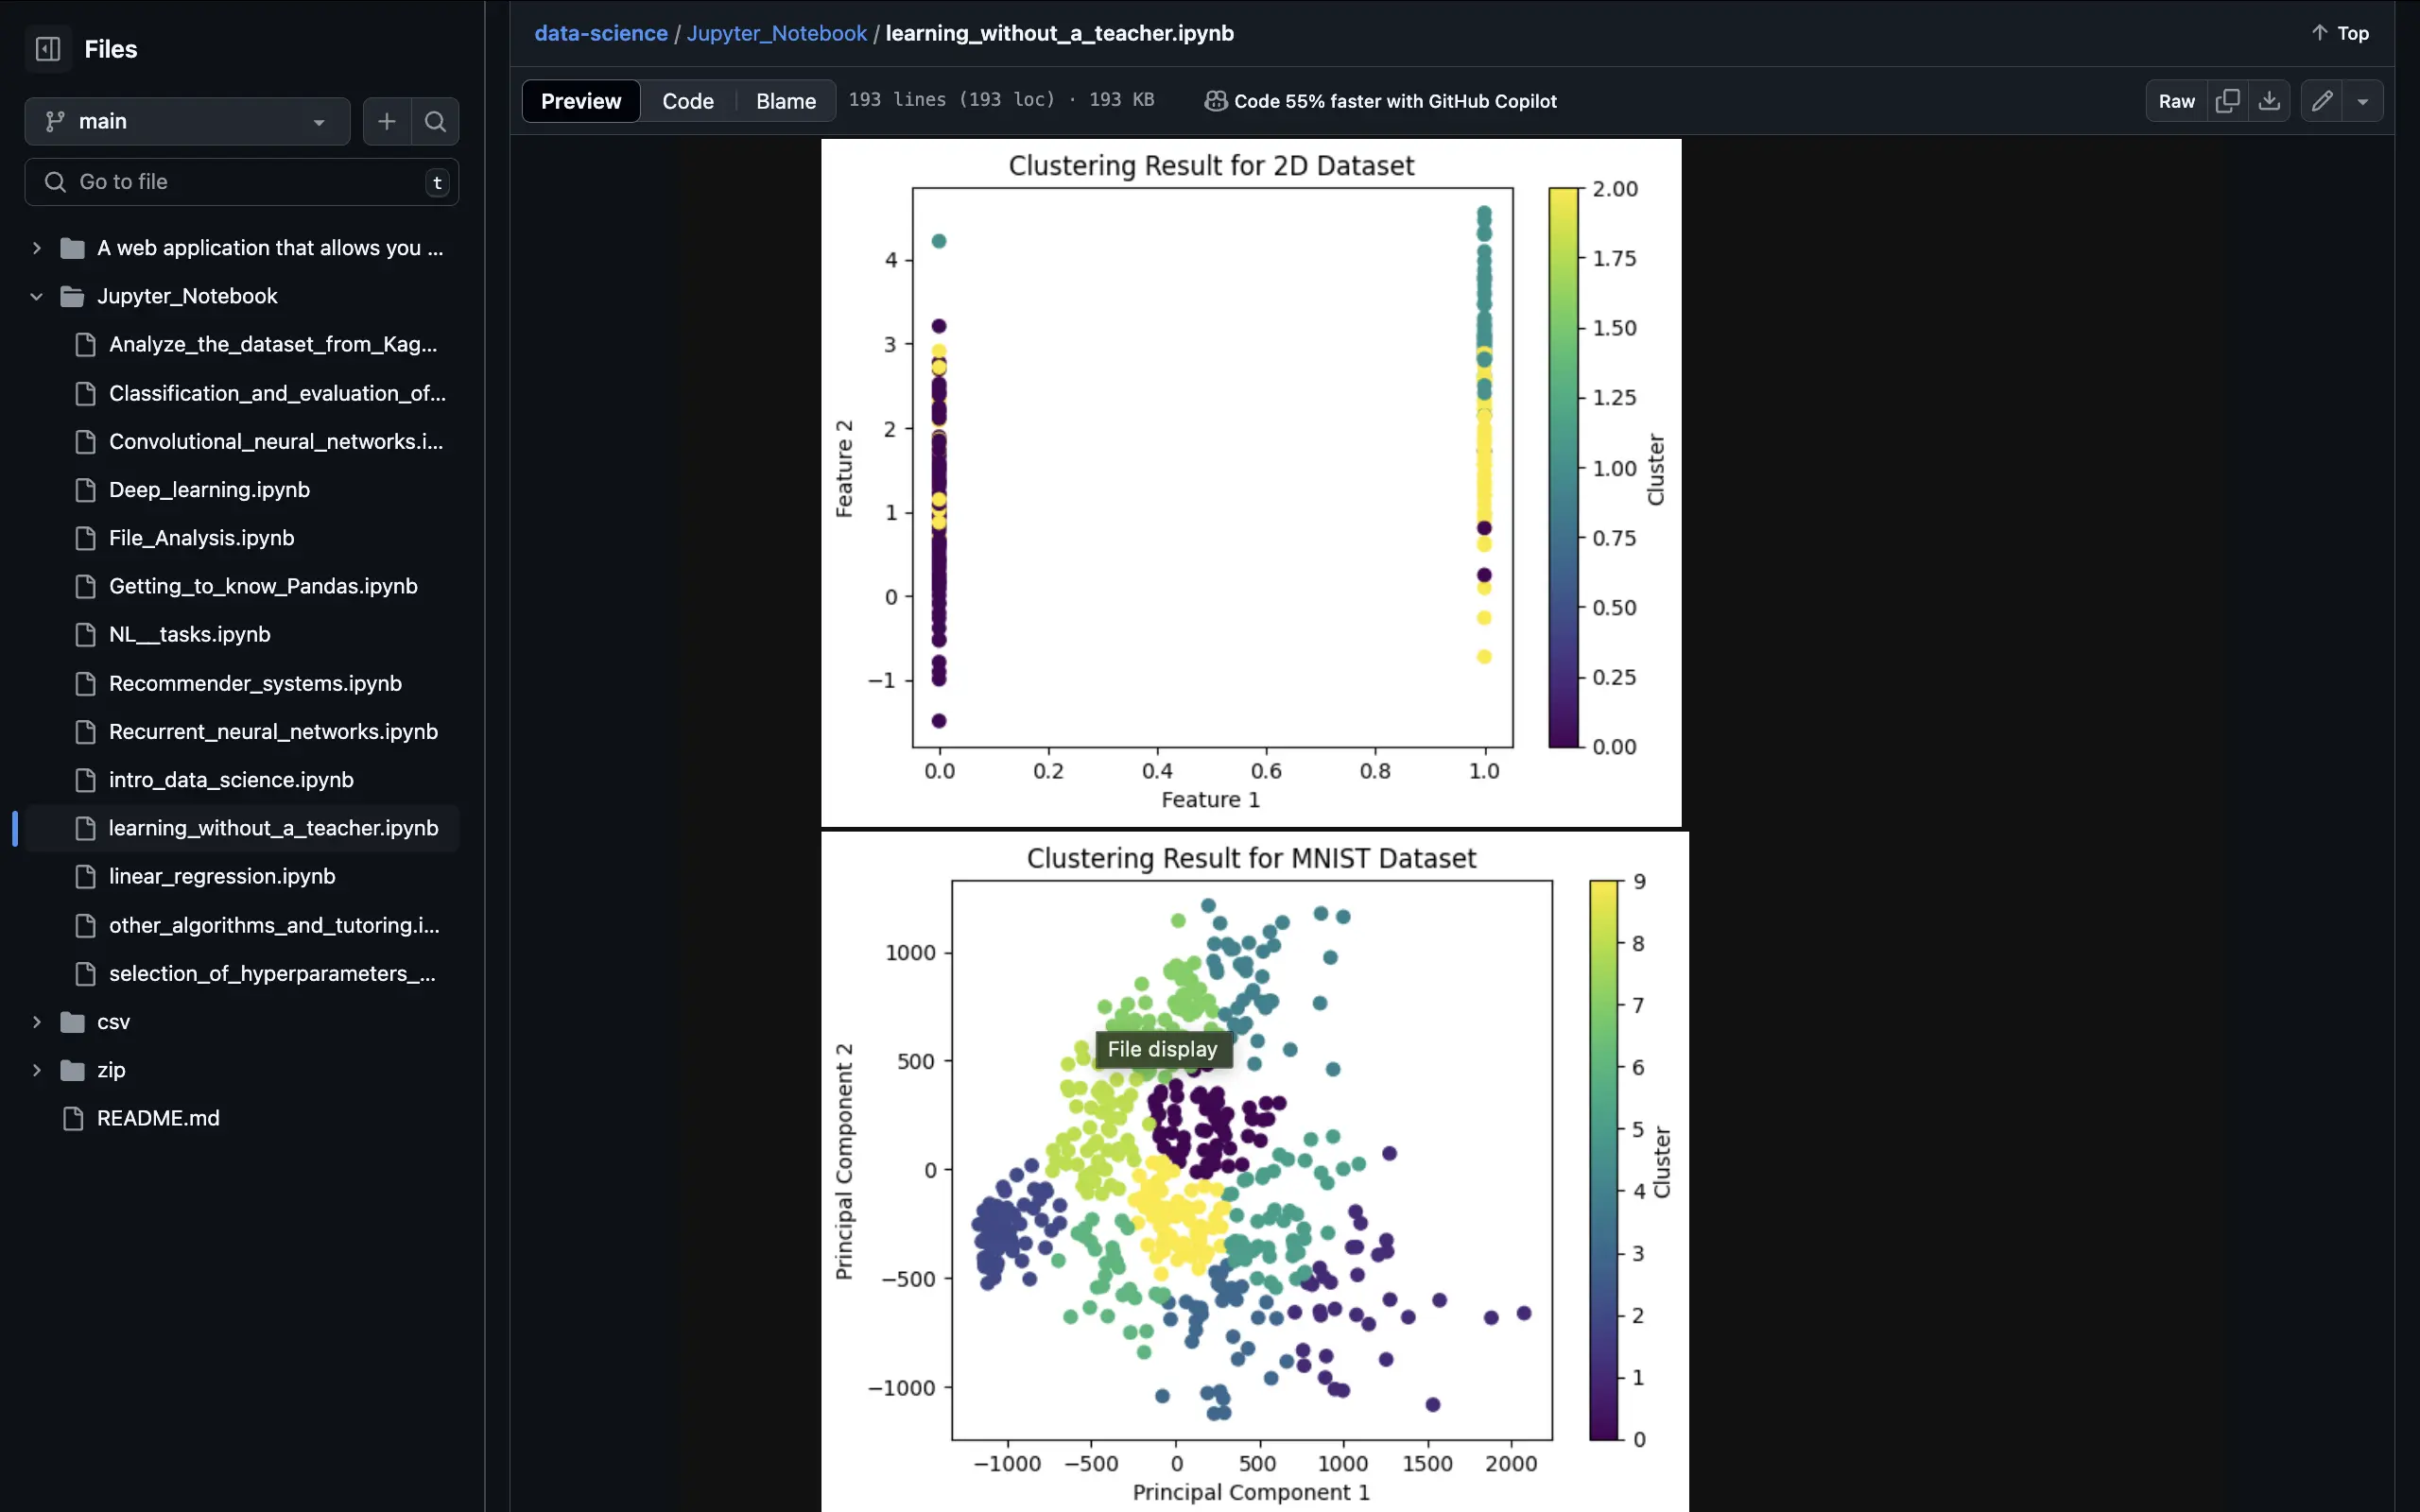 Files
main
Go to file
t
A web application that allows you ...
Jupyter_Notebook
Analyze_the_dataset_from_Kag...
Classification_and_evaluation_of...
Convolutional_neural_networks.i...
Deep_learning.ipynb
File_Analysis.ipynb
Getting_to_know_Pandas.ipynb
NL__tasks.ipynb
Recommender_systems.ipynb
Recurrent_neural_networks.ipynb
intro_data_science.ipynb
learning_without_a_teacher.ipynb
linear_regression.ipynb
other_algorithms_and_tutoring.i...
selection_of_hyperparameters_...
csv
zip
README.md
data-science / Jupyter_Notebook / learning_without_a_teacher.ipynb
Top
Preview Code Blame 193 lines (193 loc) · 193 KB Code 55% faster with GitHub Copilot Raw
Clustering Result for 2D Dataset
Feature 2
4
3
2
1
0
−1
0.0 0.2 0.4 0.6 0.8 1.0
Feature 1
2.00
1.75
1.50
1.25
1.00
0.75
0.50
0.25
0.00
Cluster
Clustering Result for MNIST Dataset
Principal Component 2
1000
500
0
−500
−1000
File display
−1000 −500 0 500 1000 1500 2000
Principal Component 1
9
8
7
6
5
4
3
2
1
0
Cluster